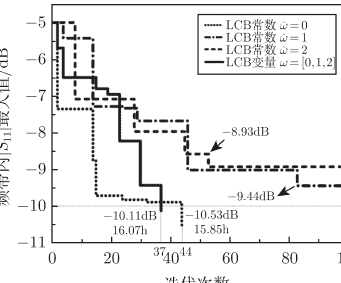 LCB常数 ω̄=0
LCB常数 ω̄=1
LCB常数 ω̄=2
LCB变量 ω=[0,1,2]
频带内|S₁₁|最大值/dB
−5
−6
−7
−8
−9
−10
−11
−8.93dB
−9.44dB
−10.11dB
16.07h
−10.53dB
15.85h
0 20 37 40 44 60 80
迭代次数